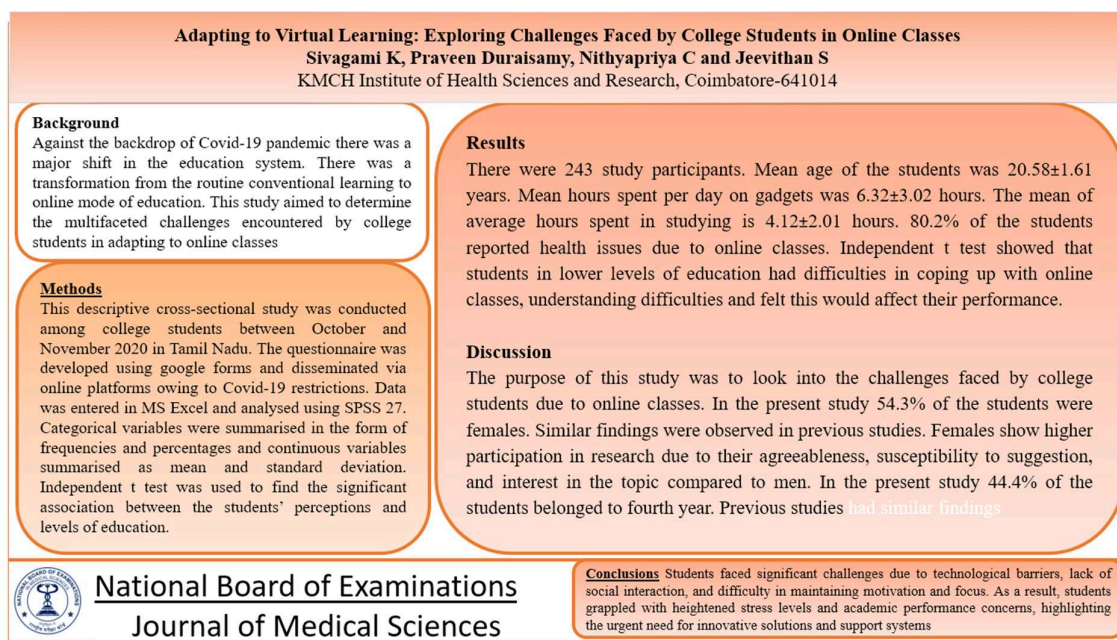 Adapting to Virtual Learning: Exploring Challenges Faced by College Students in Online Classes
Sivagami K, Praveen Duraisamy, Nithyapriya C and Jeevithan S
KMCH Institute of Health Sciences and Research, Coimbatore-641014
Background
Against the backdrop of Covid-19 pandemic there was a
major shift in the education system. There was a
transformation from the routine conventional learning to
online mode of education. This study aimed to determine
the multifaceted challenges encountered by college
students in adapting to online classes
Methods
This descriptive cross-sectional study was conducted
among college students between October and
November 2020 in Tamil Nadu. The questionnaire was
developed using google forms and disseminated via
online platforms owing to Covid-19 restrictions. Data
was entered in MS Excel and analysed using SPSS 27.
Categorical variables were summarised in the form of
frequencies and percentages and continuous variables
summarised as mean and standard deviation.
Independent t test was used to find the significant
association between the students' perceptions and
levels of education.
Results
There were 243 study participants. Mean age of the students was 20.58±1.61
years. Mean hours spent per day on gadgets was 6.32±3.02 hours. The mean of
average hours spent in studying is 4.12±2.01 hours. 80.2% of the students
reported health issues due to online classes. Independent t test showed that
students in lower levels of education had difficulties in coping up with online
classes, understanding difficulties and felt this would affect their performance.
Discussion
The purpose of this study was to look into the challenges faced by college
students due to online classes. In the present study 54.3% of the students were
females. Similar findings were observed in previous studies. Females show higher
participation in research due to their agreeableness, susceptibility to suggestion,
and interest in the topic compared to men. In the present study 44.4% of the
students belonged to fourth year. Previous studies had similar findings
National Board of Examinations
Journal of Medical Sciences
Conclusions Students faced significant challenges due to technological barriers, lack of
social interaction, and difficulty in maintaining motivation and focus. As a result, students
grappled with heightened stress levels and academic performance concerns, highlighting
the urgent need for innovative solutions and support systems